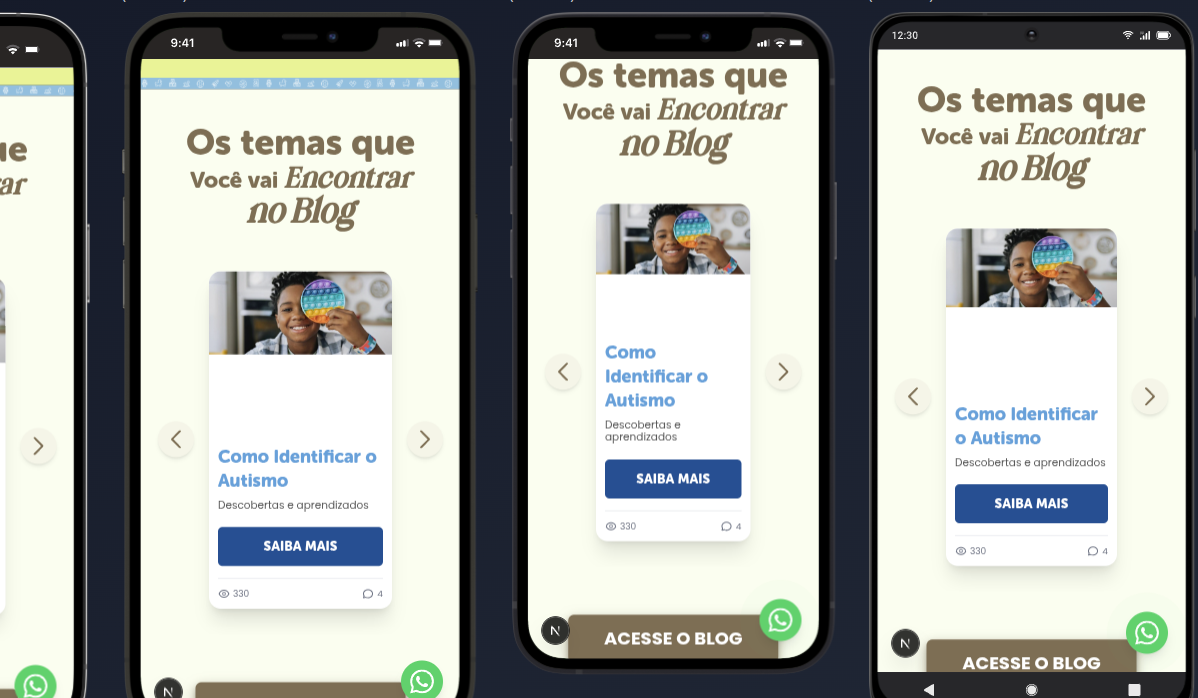 ue
ar
9:41
Os temas que
Você vai Encontrar
no Blog
Como Identificar o
Autismo
Descobertas e aprendizados
SAIBA MAIS
330 4
N
9:41
Os temas que
Você vai Encontrar
no Blog
Como
Identificar o
Autismo
Descobertas e
aprendizados
SAIBA MAIS
330 4
N
ACESSE O BLOG
12:30
Os temas que
Você vai Encontrar
no Blog
Como Identificar
o Autismo
Descobertas e aprendizados
SAIBA MAIS
330 4
N
ACESSE O BLOG